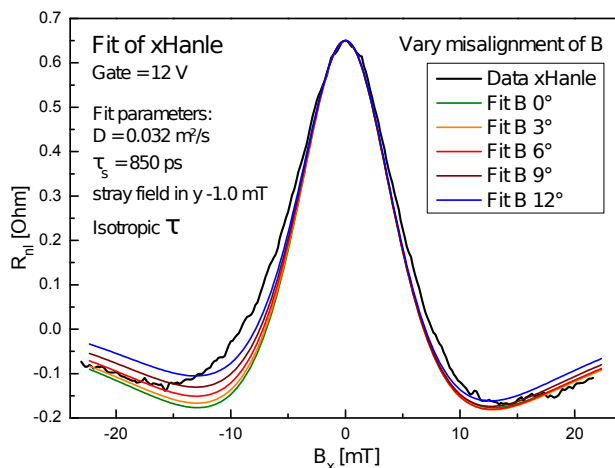 Fit of xHanle
Gate = 12 V
Fit parameters:
D = 0.032 m²/s
τs = 850 ps
stray field in y -1.0 mT
Isotropic τ
Vary misalignment of B
Data xHanle
Fit B 0°
Fit B 3°
Fit B 6°
Fit B 9°
Fit B 12°
Rnl [Ohm]
0.7
0.6
0.5
0.4
0.3
0.2
0.1
0.0
-0.1
-0.2
-20 -10 0 10 20
Bx [mT]